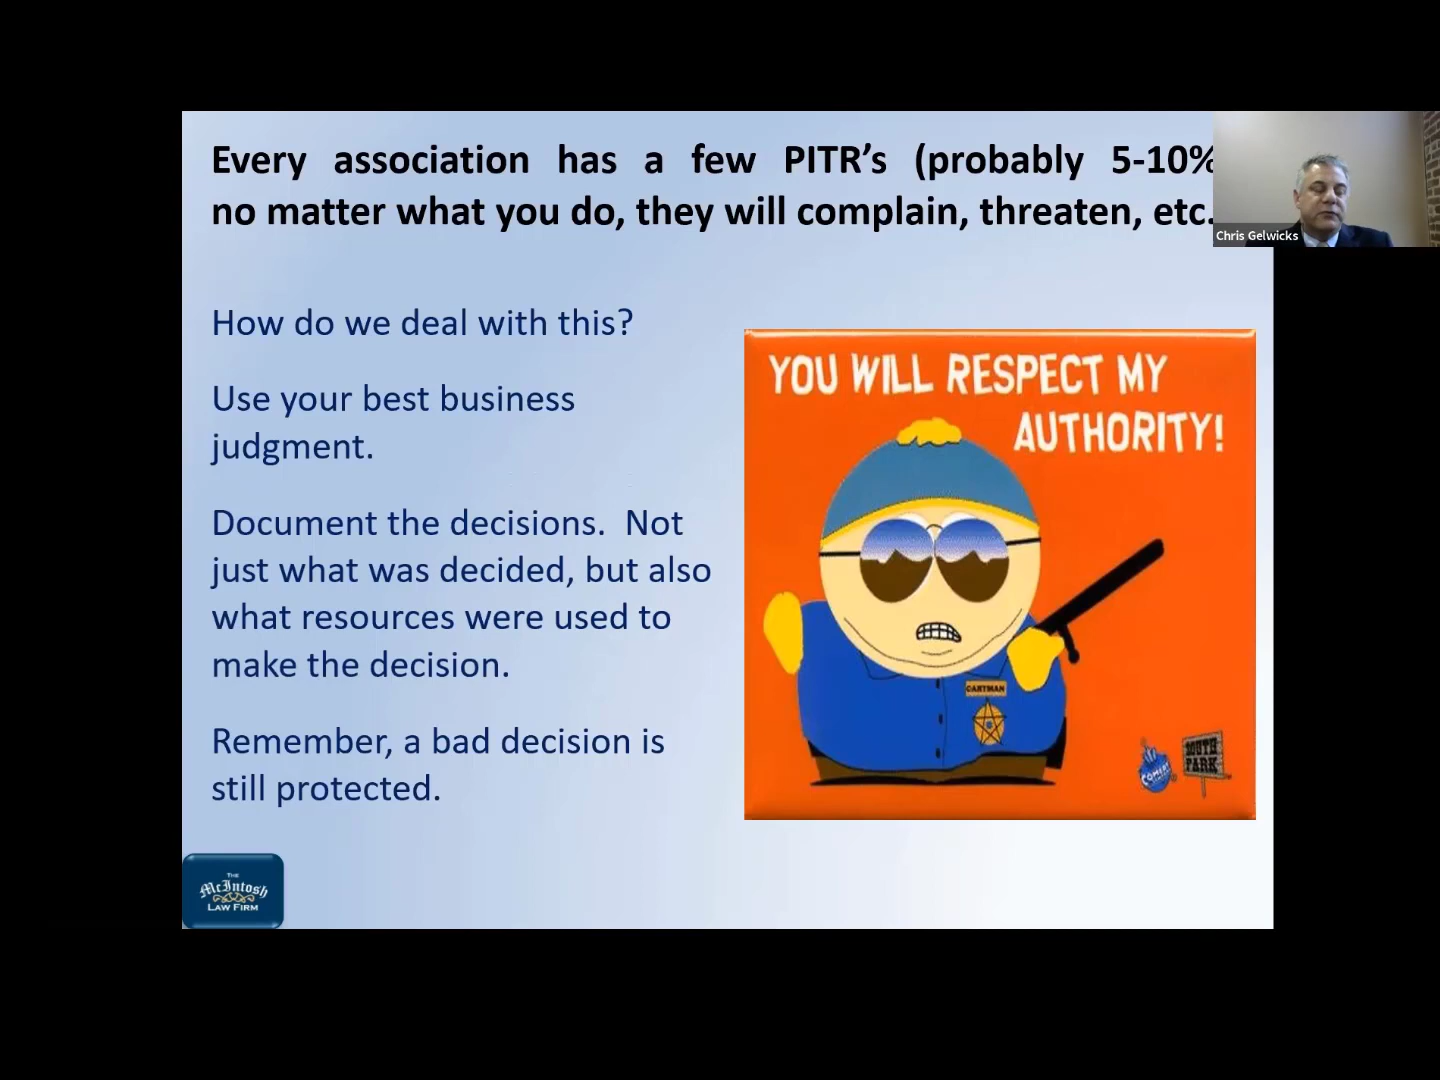 Every association has a few PITR's (probably 5-10%
no matter what you do, they will complain, threaten, etc.
Chris Gelwicks
How do we deal with this?
Use your best business
judgment.
Document the decisions. Not
just what was decided, but also
what resources were used to
make the decision.
Remember, a bad decision is
still protected.
YOU WILL RESPECT MY
AUTHORITY!
CARTMAN
COMEDY
SOUTH
PARK
THE
McIntosh
LAW FIRM